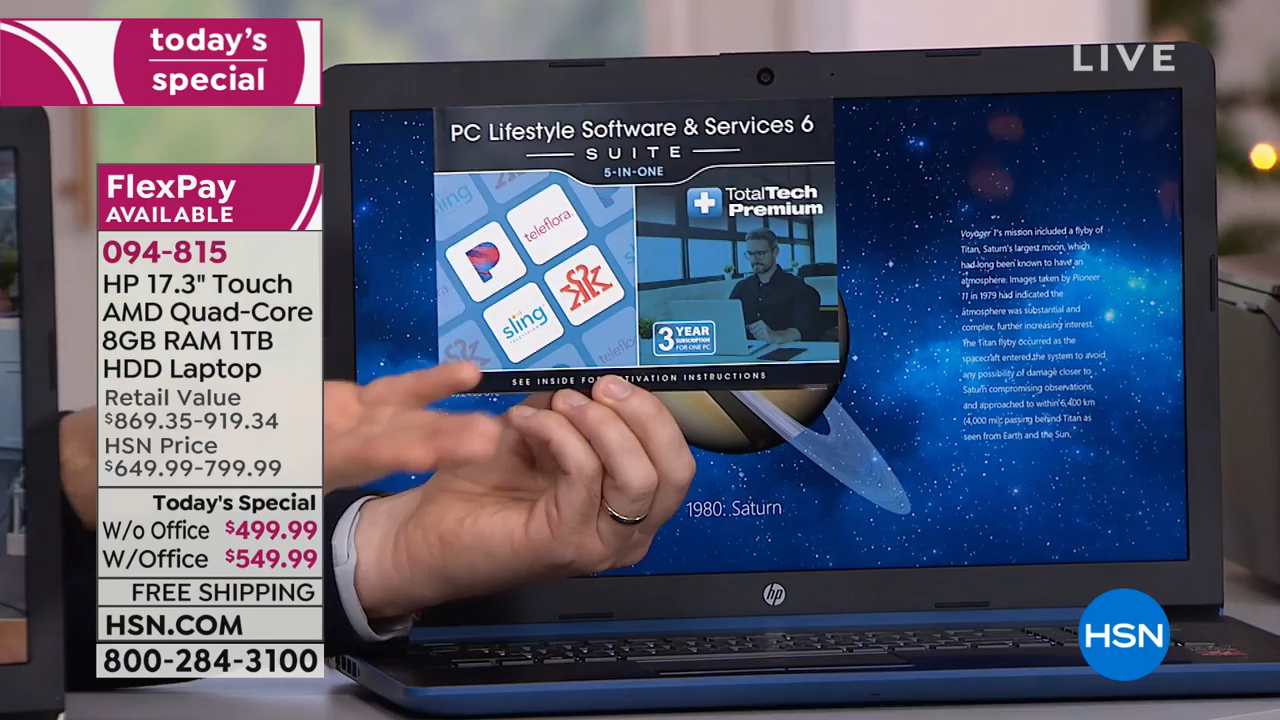 today's
special
LIVE
FlexPay
AVAILABLE
094-815
HP 17.3" Touch
AMD Quad-Core
8GB RAM 1TB
HDD Laptop
Retail Value
$869.35-919.34
HSN Price
$649.99-799.99
Today's Special
W/o Office $499.99
W/Office $549.99
FREE SHIPPING
HSN.COM
800-284-3100
PC Lifestyle Software & Services 6
SUITE
5-IN-ONE
TotalTech
Premium
sling
teleflora.
sling
TELEVISION
teleflora
3 YEAR
SUBSCRIPTION
FOR ONE PC
SEE INSIDE FOR ACTIVATION INSTRUCTIONS
Voyager 1's mission included a flyby of
Titan, Saturn's largest moon, which
had long been known to have an
atmosphere. Images taken by Pioneer
11 in 1979 had indicated the
atmosphere was substantial and
complex, further increasing interest.
The Titan flyby occurred as the
spacecraft entered the system to avoid
any possibility of damage closer to
Saturn compromising observations,
and approached to within 6,400 km
(4,000 mi), passing behind Titan as
seen from Earth and the Sun.
1980: Saturn
hp
HSN